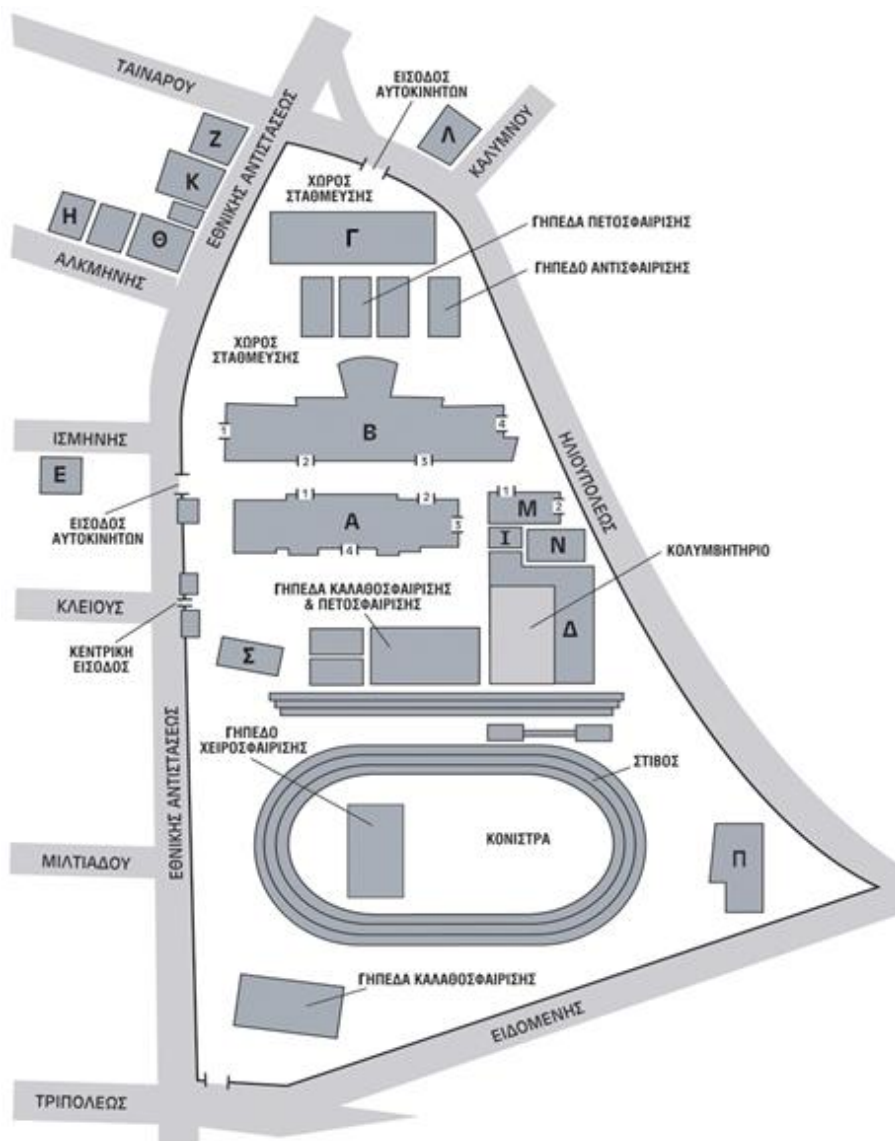 ΤΑΙΝΑΡΟΥ
ΕΙΣΟΔΟΣ
ΑΥΤΟΚΙΝΗΤΩΝ
ΚΑΛΥΜΝΟΥ
Λ
Ζ
Κ
Η
Θ
ΕΘΝΙΚΗΣ ΑΝΤΙΣΤΑΣΕΩΣ
ΑΛΚΜΗΝΗΣ
ΧΩΡΟΣ
ΣΤΑΘΜΕΥΣΗΣ
Γ
ΓΗΠΕΔΑ ΠΕΤΟΣΦΑΙΡΙΣΗΣ
ΓΗΠΕΔΟ ΑΝΤΙΣΦΑΙΡΙΣΗΣ
ΧΩΡΟΣ
ΣΤΑΘΜΕΥΣΗΣ
1
Β
4
2
3
ΙΣΜΗΝΗΣ
Ε
ΗΛΙΟΥΠΟΛΕΩΣ
ΕΙΣΟΔΟΣ
ΑΥΤΟΚΙΝΗΤΩΝ
1
2
Α
3
4
1
Μ
2
Ι
Ν
ΚΟΛΥΜΒΗΤΗΡΙΟ
ΚΛΕΙΟΥΣ
ΓΗΠΕΔΑ ΚΑΛΑΘΟΣΦΑΙΡΙΣΗΣ
& ΠΕΤΟΣΦΑΙΡΙΣΗΣ
Δ
ΚΕΝΤΡΙΚΗ
ΕΙΣΟΔΟΣ
Σ
ΓΗΠΕΔΟ
ΧΕΙΡΟΣΦΑΙΡΙΣΗΣ
ΣΤΙΒΟΣ
ΕΘΝΙΚΗΣ ΑΝΤΙΣΤΑΣΕΩΣ
ΚΟΝΙΣΤΡΑ
ΜΙΛΤΙΑΔΟΥ
Π
ΓΗΠΕΔΑ ΚΑΛΑΘΟΣΦΑΙΡΙΣΗΣ
ΕΙΔΟΜΕΝΗΣ
ΤΡΙΠΟΛΕΩΣ